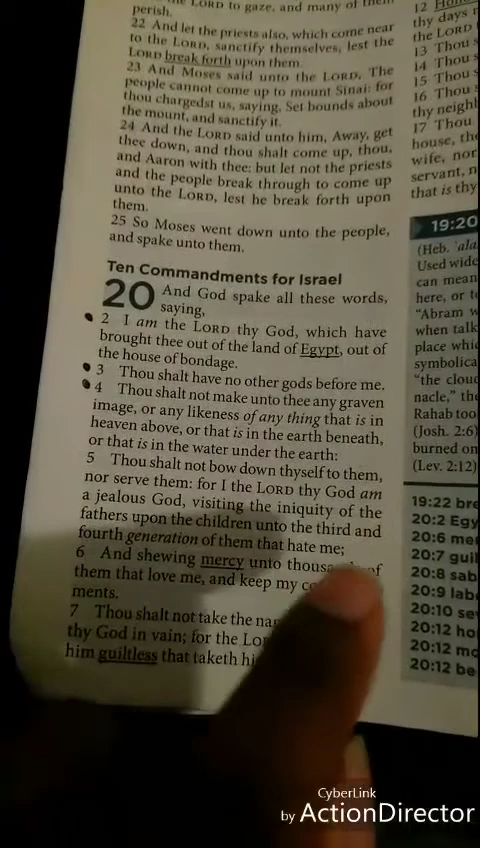 the LORD to gaze, and many of them
perish.
22 And let the priests also, which come near
to the LORD, sanctify themselves, lest the
LORD break forth upon them.
23 And Moses said unto the LORD, The
people cannot come up to mount Sinai: for
thou chargedst us, saying, Set bounds about
the mount, and sanctify it.
24 And the LORD said unto him, Away, get
thee down, and thou shalt come up, thou,
and Aaron with thee: but let not the priests
and the people break through to come up
unto the LORD, lest he break forth upon
them.
25 So Moses went down unto the people,
and spake unto them.
Ten Commandments for Israel
20 And God spake all these words,
saying,
2 I am the LORD thy God, which have
brought thee out of the land of Egypt, out of
the house of bondage.
3 Thou shalt have no other gods before me.
4 Thou shalt not make unto thee any graven
image, or any likeness of any thing that is in
heaven above, or that is in the earth beneath,
or that is in the water under the earth:
5 Thou shalt not bow down thyself to them,
nor serve them: for I the LORD thy God am
a jealous God, visiting the iniquity of the
fathers upon the children unto the third and
fourth generation of them that hate me;
6 And shewing mercy unto of
them that love me, and keep my
ments.
7 Thou shalt not take the
thy God in vain; for the
him guiltless that taketh
12
thy days
the LORD
13 Thou
14 Thou
15 Thou
16 Thou
thy
17 Thou
house,
wife, nor
servant,
that is thy
19:20
(Heb.
Used wide
can mean
here, or
"Abram
when talk
place
"the
Rahab too
(Josh. 2:6)
burned on
(Lev. 2:12)
19:22
20:2
20:6
20:7
20:8
20:9
20:10
20:12
20:12
20:12
CyberLink
by ActionDirector